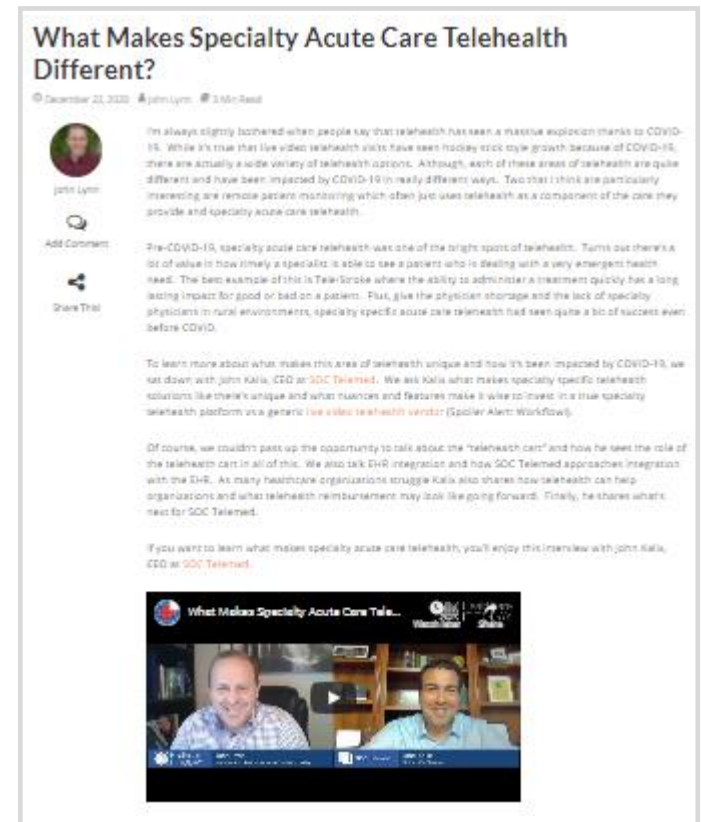 What Makes Specialty Acute Care Telehealth
Different?
December 22, 2020 John Lynn 3 Min Read
I'm always slightly bothered when people say that telehealth has seen a massive explosion thanks to COVID-
19. While it's true that live video telehealth visits have seen hockey stick style growth because of COVID-19,
there are actually a wide variety of telehealth options. Although, each of these areas of telehealth are quite
different and have been impacted by COVID-19 in really different ways. Two that I think are particularly
interesting are remote patient monitoring which often just uses telehealth as a component of the care they
provide and specialty acute care telehealth.
John Lynn
Add Comment
Share This!
Pre-COVID-19, specialty acute care telehealth was one of the bright spots of telehealth. Turns out there's a
lot of value in how timely a specialist is able to see a patient who is dealing with a very emergent health
need. The best example of this is Tele-Stroke where the ability to administer a treatment quickly has a long
lasting impact for good or bad on a patient. Plus, give the physician shortage and the lack of specialty
physicians in rural environments, specialty specific acute care telehealth had seen quite a bit of success even
before COVID.
To learn more about what makes this area of telehealth unique and how it's been impacted by COVID-19, we
sat down with John Kalix, CEO at SOC Telemed. We ask Kalix what makes specialty specific telehealth
solutions like there's unique and what nuances and features make it wise to invest in a true specialty
telehealth platform vs a generic live video telehealth vendor (Spoiler Alert: Workflow).
Of course, we couldn't pass up the opportunity to talk about the "telehealth cart" and how he sees the role of
the telehealth cart in all of this. We also talk EHR integration and how SOC Telemed approaches integration
with the EHR. As many healthcare organizations struggle Kalix also shares how telehealth can help
organizations and what telehealth reimbursement may look like going forward. Finally, he shares what's
next for SOC Telemed.
If you want to learn what makes specialty acute care telehealth, you'll enjoy this interview with John Kalix,
CEO at SOC Telemed.
What Makes Specialty Acute Care Tele...
Watch later Share